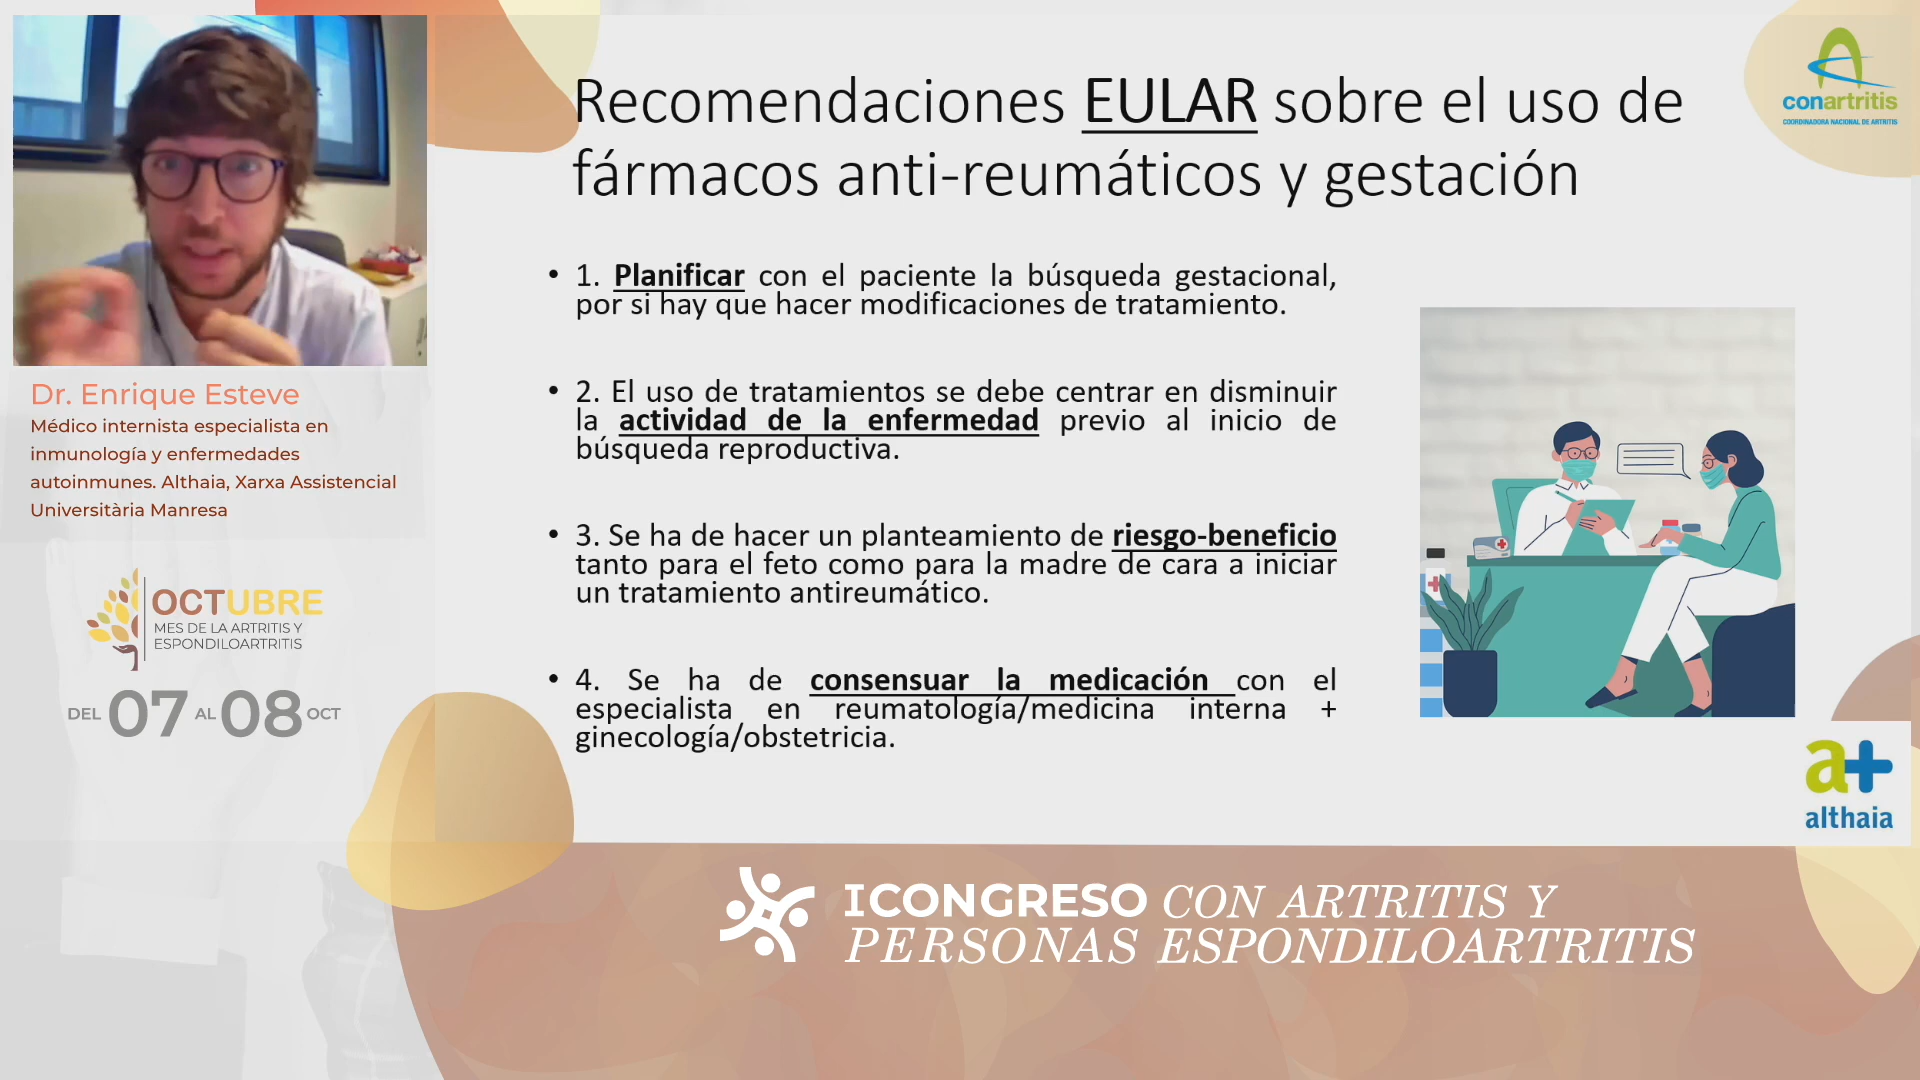 Recomendaciones EULAR sobre el uso de
fármacos anti-reumáticos y gestación
• 1. Planificar con el paciente la búsqueda gestacional,
por si hay que hacer modificaciones de tratamiento.
• 2. El uso de tratamientos se debe centrar en disminuir
la actividad de la enfermedad previo al inicio de
búsqueda reproductiva.
• 3. Se ha de hacer un planteamiento de riesgo-beneficio
tanto para el feto como para la madre de cara a iniciar
un tratamiento antireumático.
• 4. Se ha de consensuar la medicación con el
especialista en reumatología/medicina interna +
ginecología/obstetricia.
conartritis
COORDINADORA NACIONAL DE ARTRITIS
Dr. Enrique Esteve
Médico internista especialista en
inmunología y enfermedades
autoinmunes. Althaia, Xarxa Assistencial
Universitària Manresa
OCTUBRE
MES DE LA ARTRITIS Y
ESPONDILOARTRITIS
DEL 07 AL 08 OCT
a+
althaia
I CONGRESO CON ARTRITIS Y
PERSONAS ESPONDILOARTRITIS